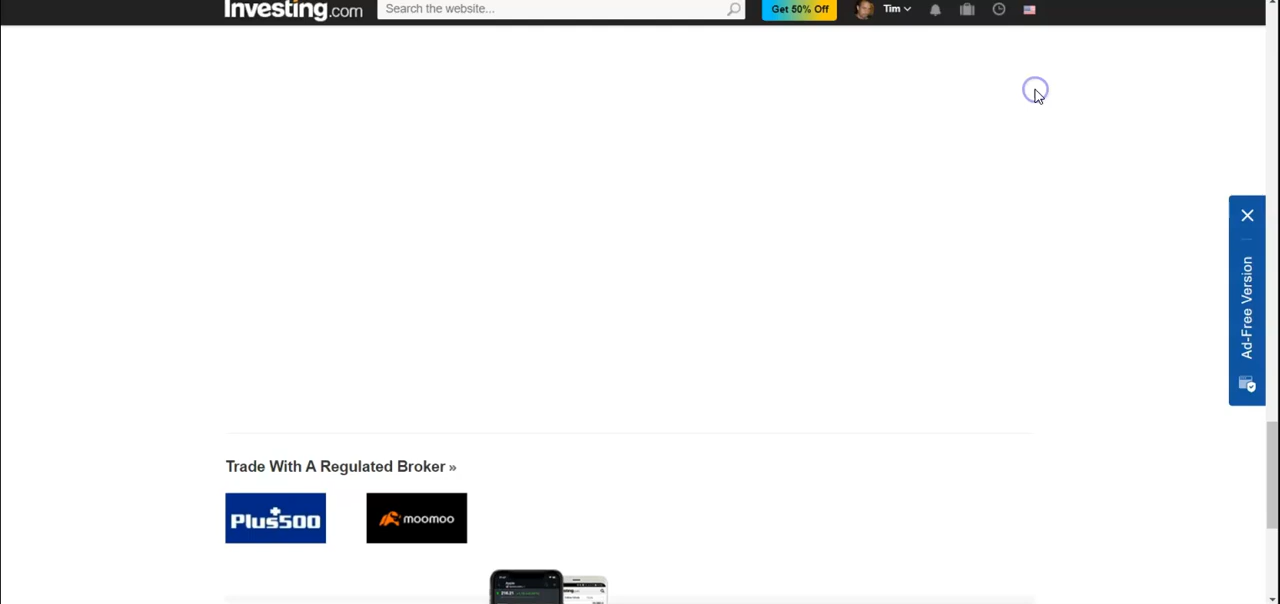 Investing.com
Search the website...
Get 50% Off
Tim
Ad-Free Version
Trade With A Regulated Broker »
Plus500
moomoo